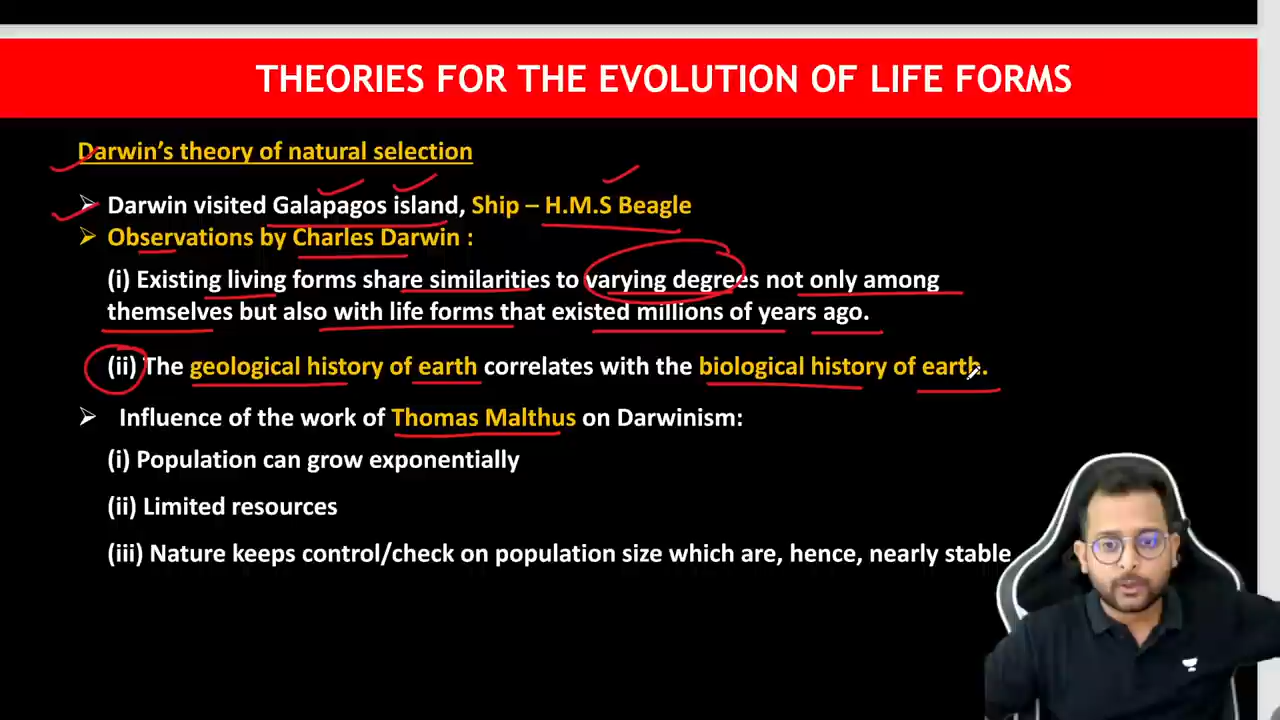 THEORIES FOR THE EVOLUTION OF LIFE FORMS
Darwin's theory of natural selection
➢ Darwin visited Galapagos island, Ship – H.M.S Beagle
➢ Observations by Charles Darwin :
(i) Existing living forms share similarities to varying degrees not only among
themselves but also with life forms that existed millions of years ago.
(ii) The geological history of earth correlates with the biological history of earth.
➢ Influence of the work of Thomas Malthus on Darwinism:
(i) Population can grow exponentially
(ii) Limited resources
(iii) Nature keeps control/check on population size which are, hence, nearly stable